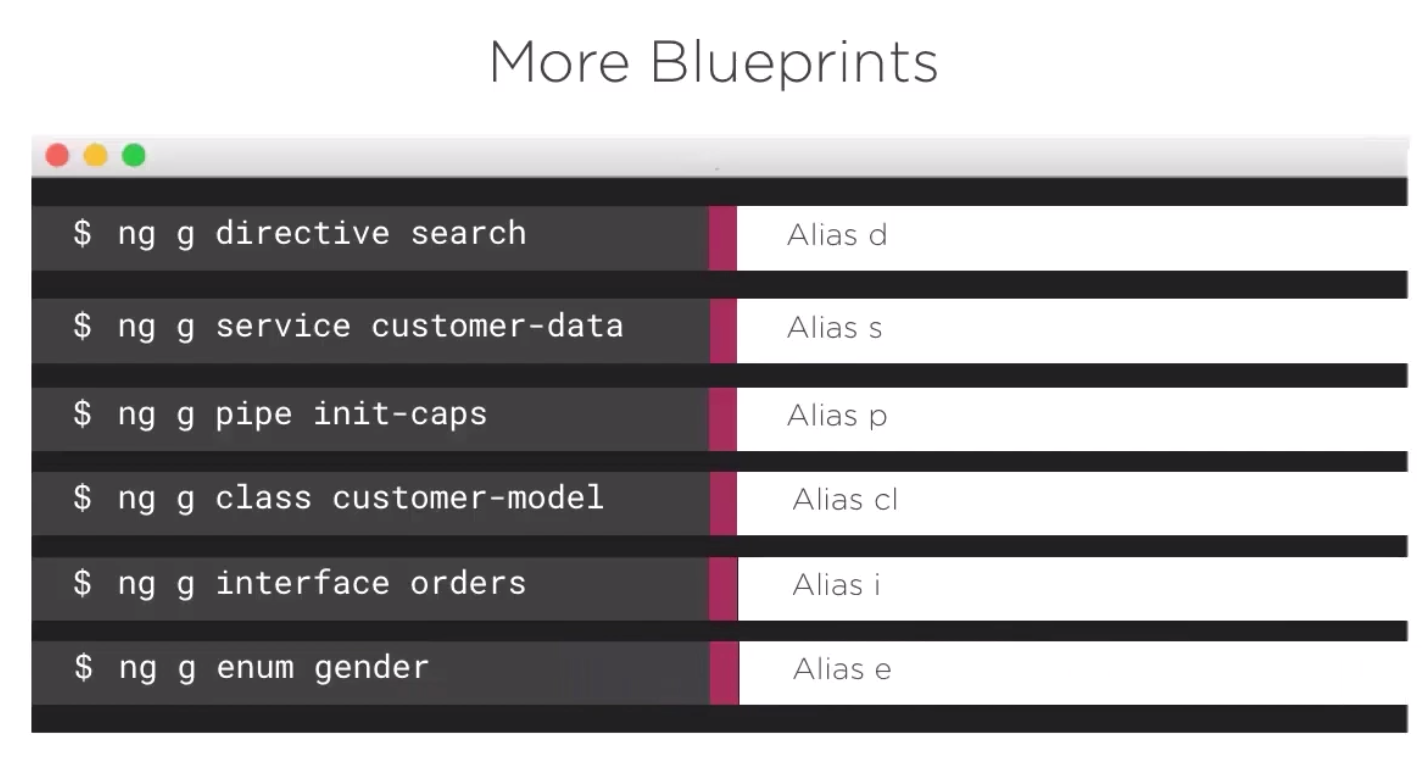 More Blueprints
$ ng g directive search Alias d
$ ng g service customer-data Alias s
$ ng g pipe init-caps Alias p
$ ng g class customer-model Alias cl
$ ng g interface orders Alias i
$ ng g enum gender Alias e